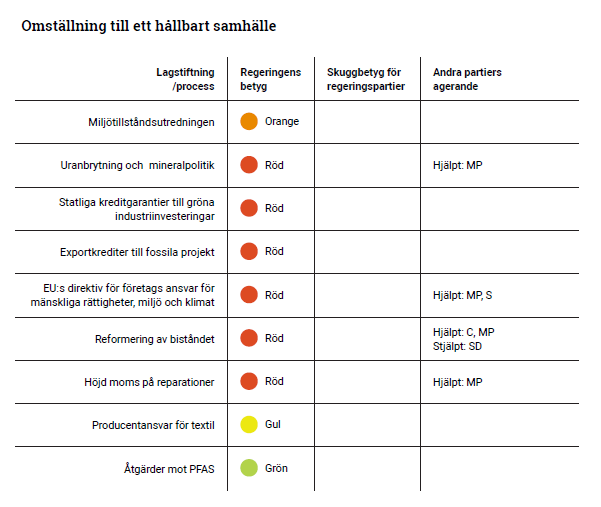 Omställning till ett hållbart samhälle
Lagstiftning
/process
Regeringens
betyg
Skuggbetyg för
regeringspartier
Andra partiers
agerande
Miljötillståndsutredningen
Orange
Uranbrytning och mineralpolitik
Röd
Hjälpt: MP
Statliga kreditgarantier till gröna
industriinvesteringar
Röd
Exportkrediter till fossila projekt
Röd
EU:s direktiv för företags ansvar för
mänskliga rättigheter, miljö och klimat
Röd
Hjälpt: MP, S
Reformering av biståndet
Röd
Hjälpt: C, MP
Stjälpt: SD
Höjd moms på reparationer
Röd
Hjälpt: MP
Producentansvar för textil
Gul
Åtgärder mot PFAS
Grön